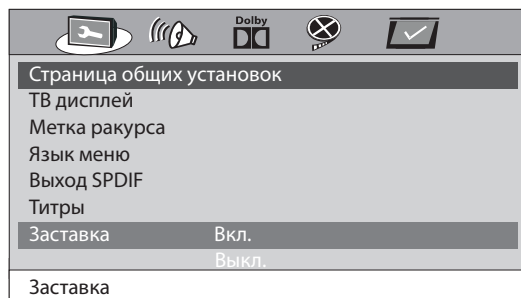 Dolby
Страница общих установок
ТВ дисплей
Метка ракурса
Язык меню
Выход SPDIF
Титры
Заставка Вкл.
Выкл.
Заставка